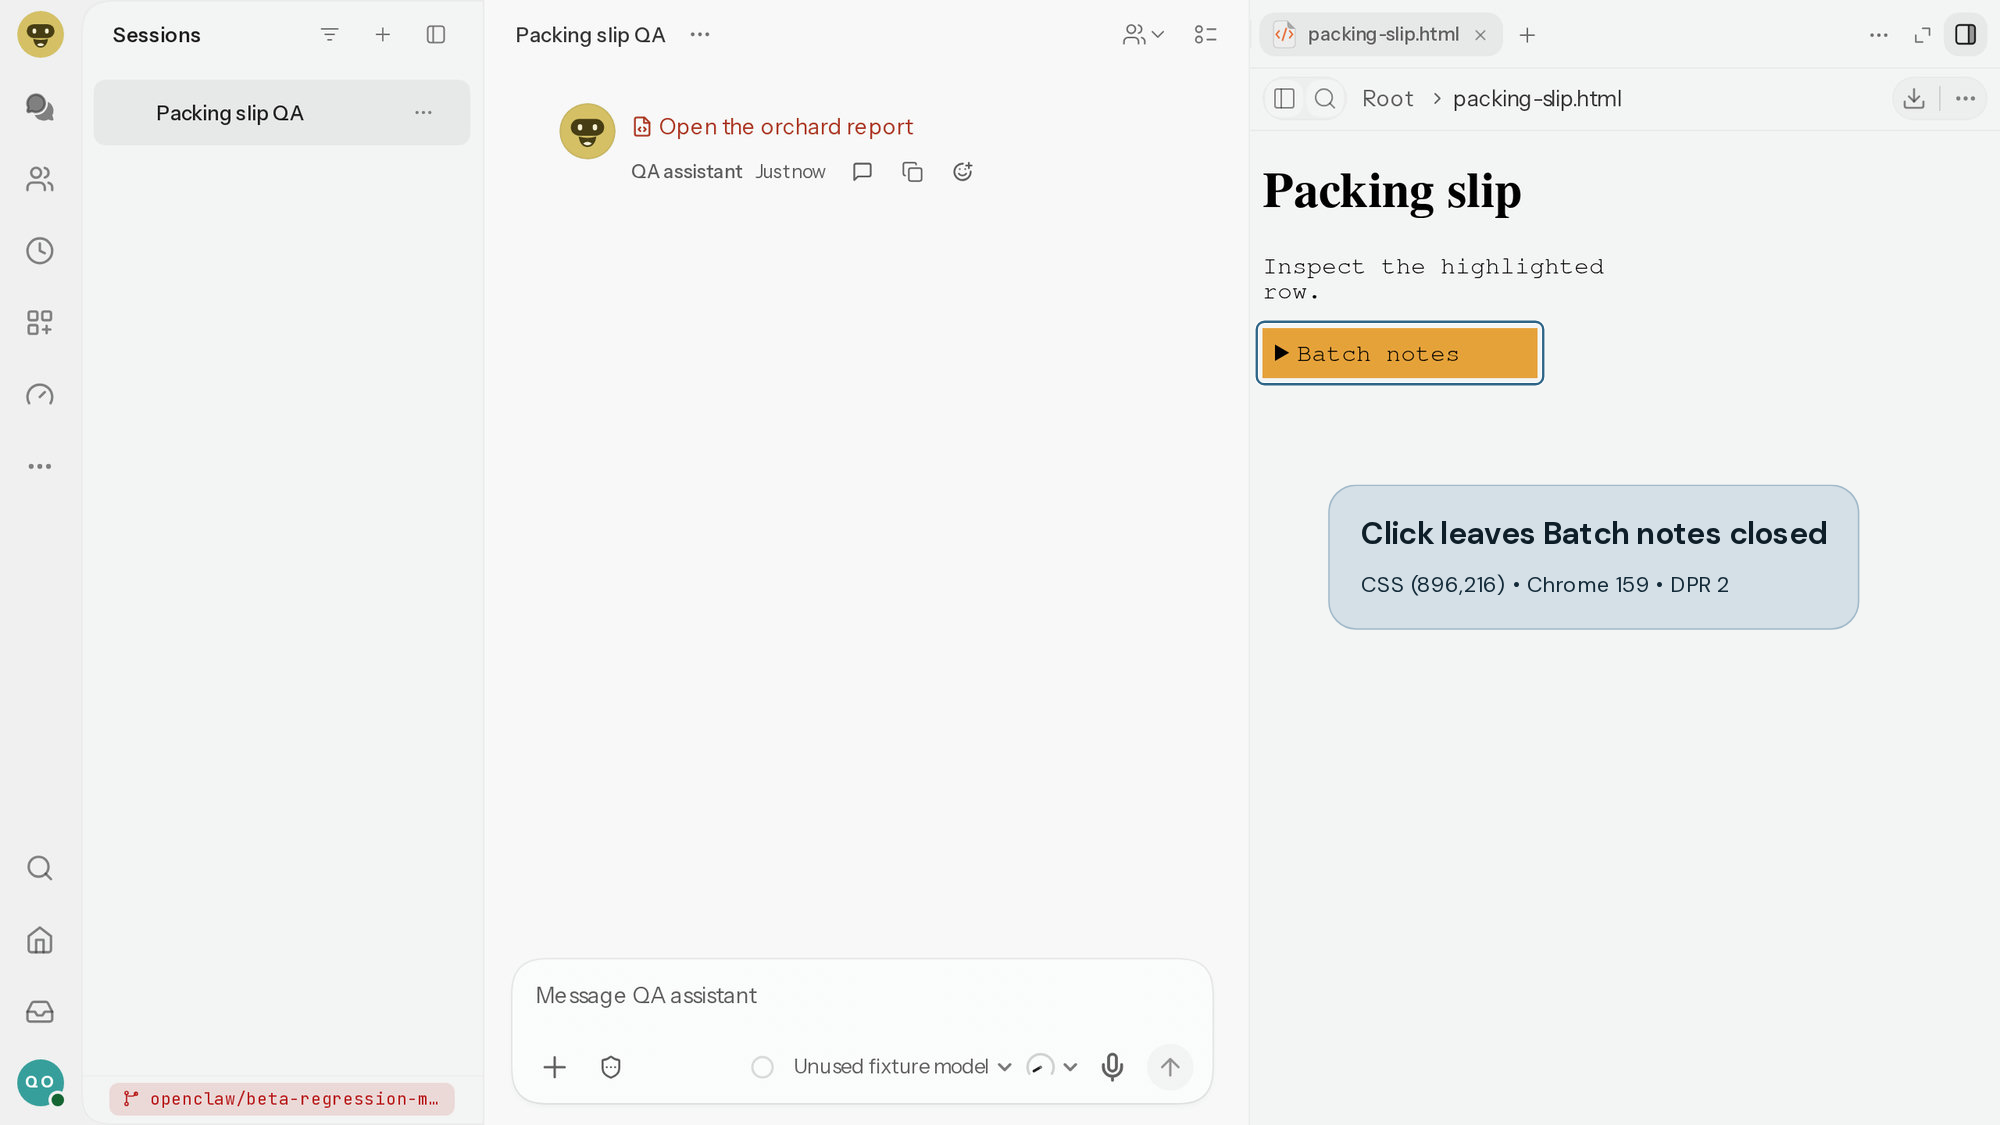 Sessions
Packing slip QA
openclaw/beta-regression-m…
QO
Packing slip QA
Open the orchard report
QA assistant Just now
Message QA assistant
Unused fixture model
packing-slip.html
Root > packing-slip.html
Packing slip
Inspect the highlighted
row.
Batch notes
Click leaves Batch notes closed
CSS (896,216) • Chrome 159 • DPR 2